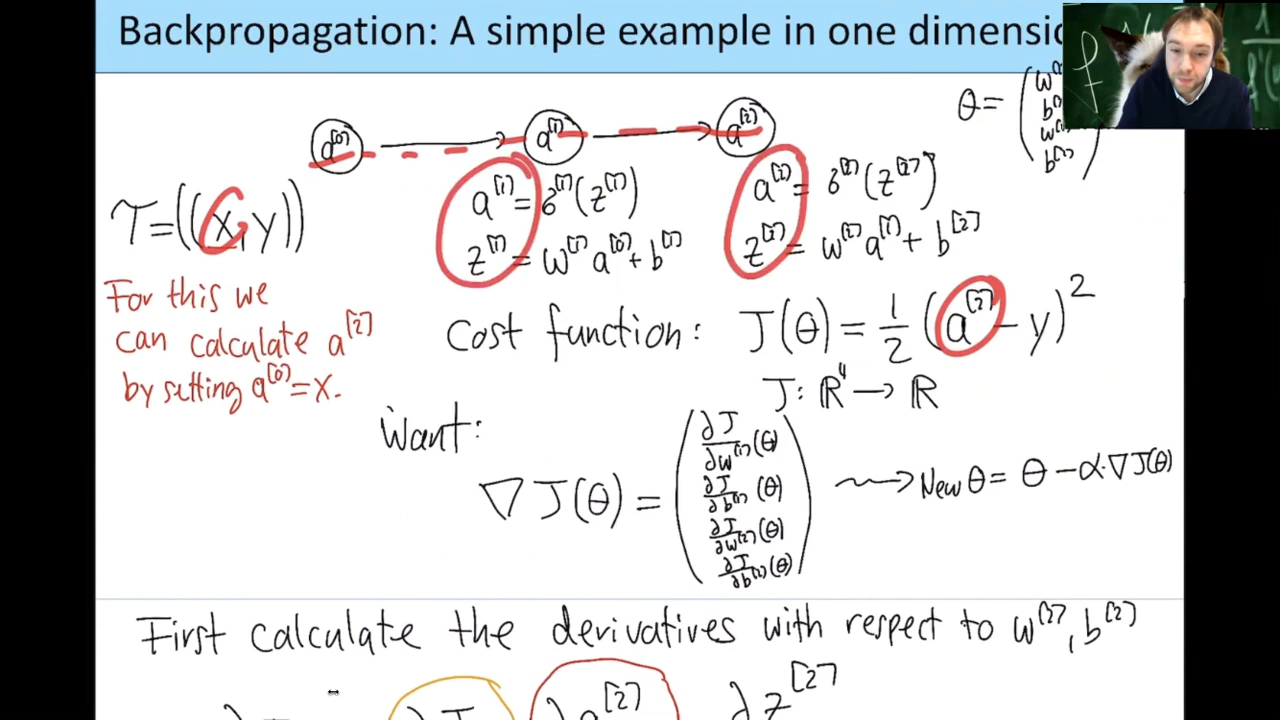 Backpropagation: A simple example in one dimensio
θ = (w b w b
a^[0] → a^[1] → a^[2]
T = ((x, y))
a^[1] = σ^[1](z^[1])
z^[1] = w^[1] a^[0] + b^[1]
a^[2] = σ^[2](z^[2])
z^[2] = w^[2] a^[1] + b^[2]
For this we
can calculate a^[2]
by setting a^[0] = x.
Cost function: J(θ) = 1/2 (a^[2] − y)^2
J: ℝ^4 → ℝ
Want:
∇J(θ) = (∂J/∂w^[1] (θ)
∂J/∂b^[1] (θ)
∂J/∂w^[2] (θ)
∂J/∂b^[2] (θ)) ⇝ New θ = θ − α·∇J(θ)
First calculate the derivatives with respect to w^[2], b^[2]
∂a^[2] ∂z^[2]